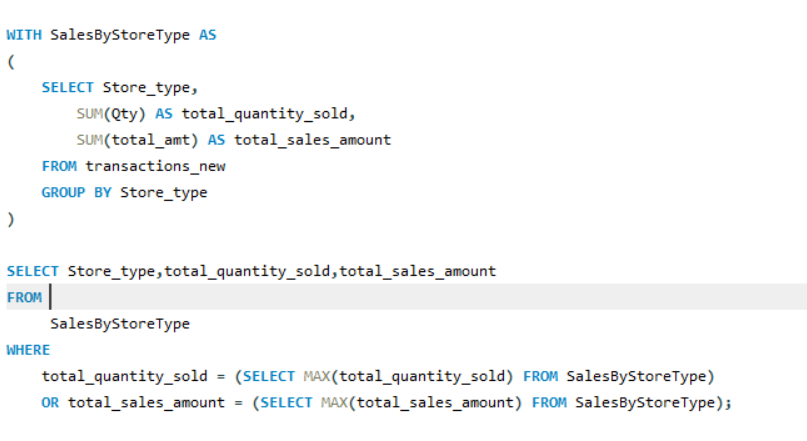 WITH SalesByStoreType AS
(
SELECT Store_type,
SUM(Qty) AS total_quantity_sold,
SUM(total_amt) AS total_sales_amount
FROM transactions_new
GROUP BY Store_type
)
SELECT Store_type,total_quantity_sold,total_sales_amount
FROM
SalesByStoreType
WHERE
total_quantity_sold = (SELECT MAX(total_quantity_sold) FROM SalesByStoreType)
OR total_sales_amount = (SELECT MAX(total_sales_amount) FROM SalesByStoreType);